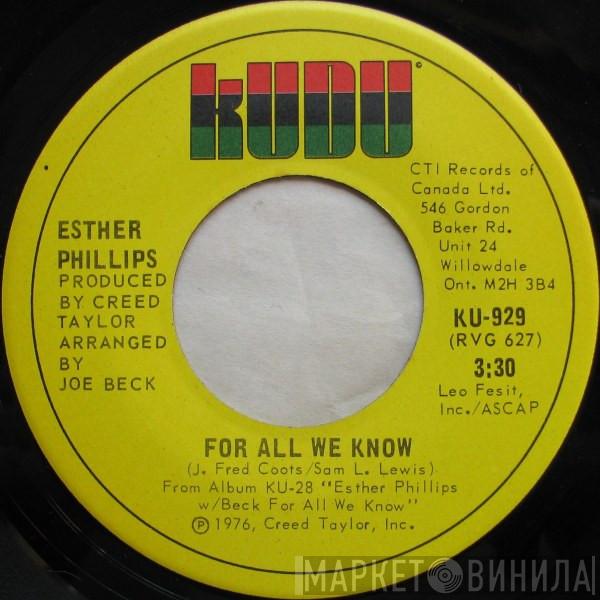 KUDU
ESTHER
PHILLIPS
PRODUCED
BY CREED
TAYLOR
ARRANGED
BY
JOE BECK
CTI Records of
Canada Ltd.
546 Gordon
Baker Rd.
Unit 24
Willowdale
Ont. M2H 3B4
KU-929
(RVG 627)
3:30
Leo Fesit,
Inc./ASCAP
FOR ALL WE KNOW
(J. Fred Coots/Sam L. Lewis)
From Album KU-28 "Esther Phillips
w/Beck For All We Know"
℗ 1976, Creed Taylor, Inc.
МАРКЕТ ВИНИЛА